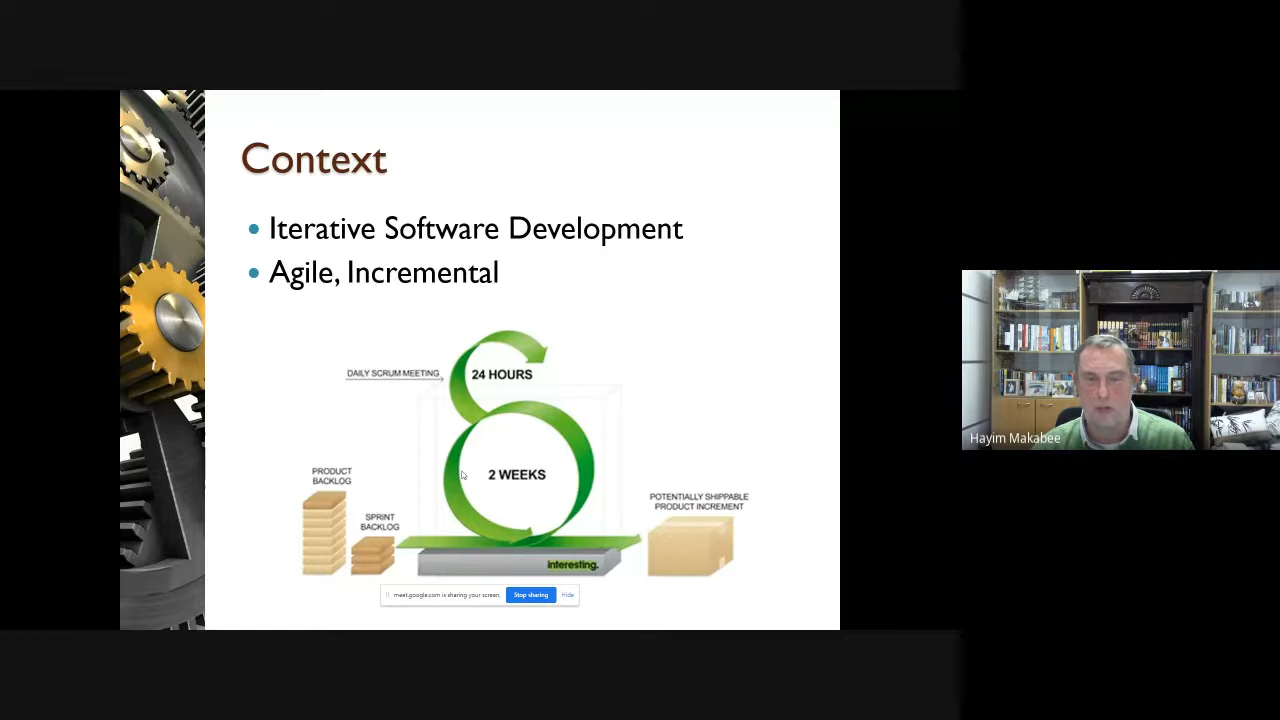 Context
Iterative Software Development
Agile, Incremental
DAILY SCRUM MEETING
24 HOURS
2 WEEKS
PRODUCT
BACKLOG
SPRINT
BACKLOG
POTENTIALLY SHIPPABLE
PRODUCT INCREMENT
interesting.
meet.google.com is sharing your screen.
Stop sharing
Hide
Hayim Makabee